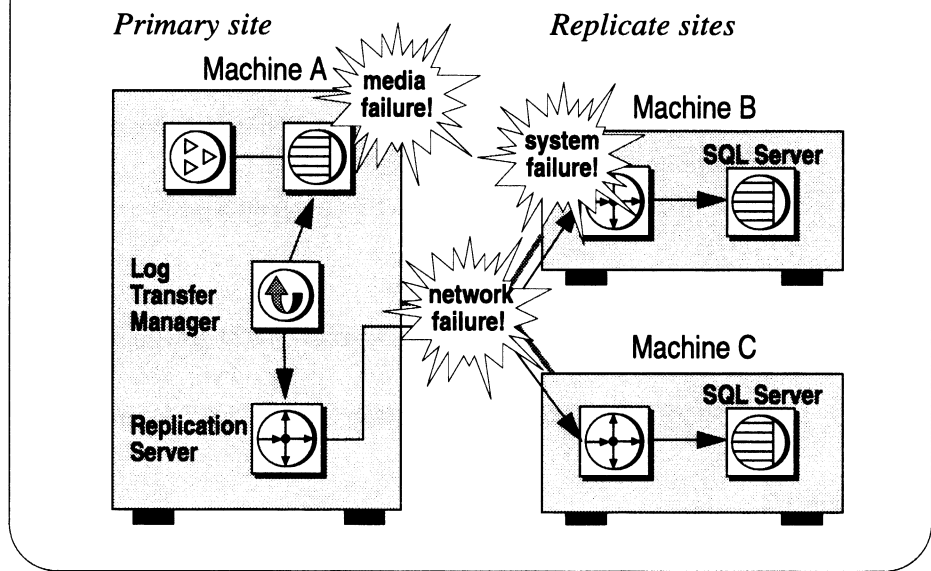 Primary site
Replicate sites
Machine A
media
failure!
Machine B
system
failure!
SQL Server
Log
Transfer
Manager
network
failure!
Machine C
SQL Server
Replication
Server